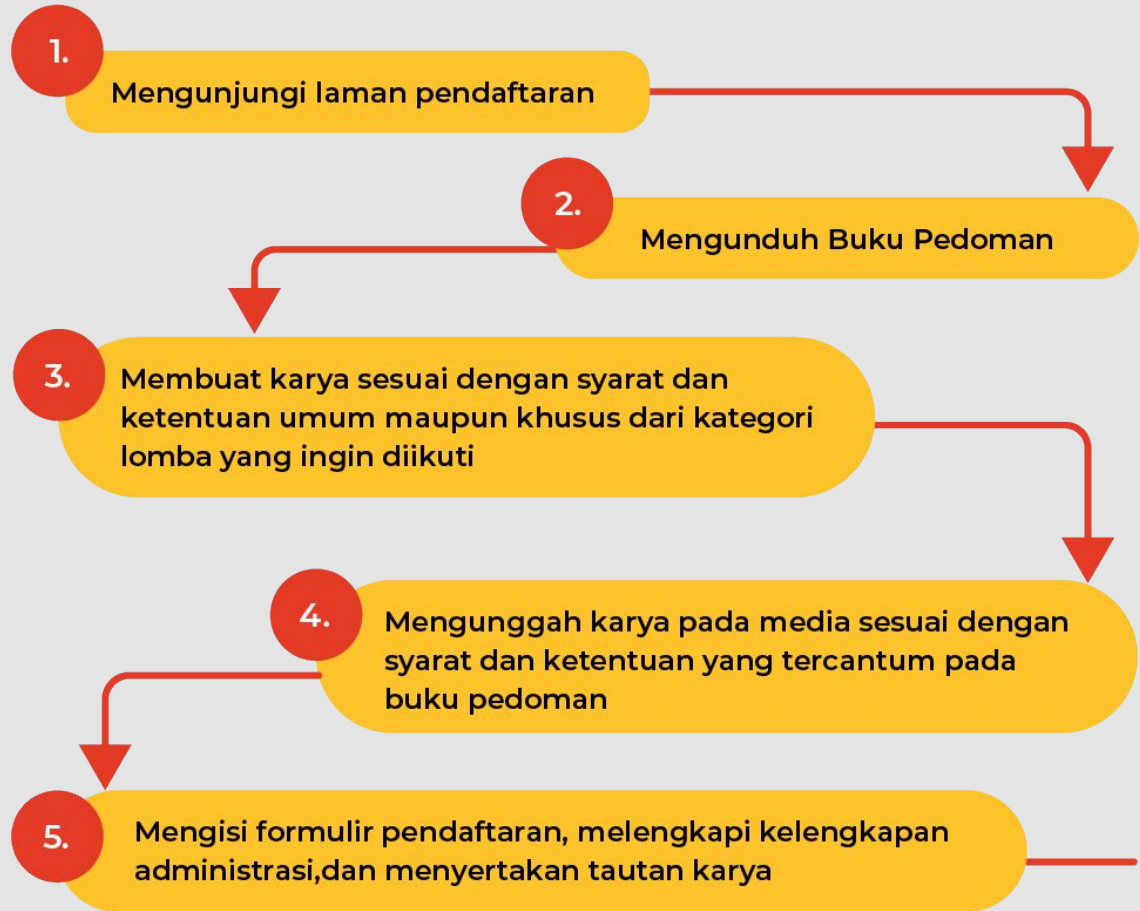 1.
Mengunjungi laman pendaftaran
2.
Mengunduh Buku Pedoman
3.
Membuat karya sesuai dengan syarat dan
ketentuan umum maupun khusus dari kategori
lomba yang ingin diikuti
4.
Mengunggah karya pada media sesuai dengan
syarat dan ketentuan yang tercantum pada
buku pedoman
5.
Mengisi formulir pendaftaran, melengkapi kelengkapan
administrasi,dan menyertakan tautan karya